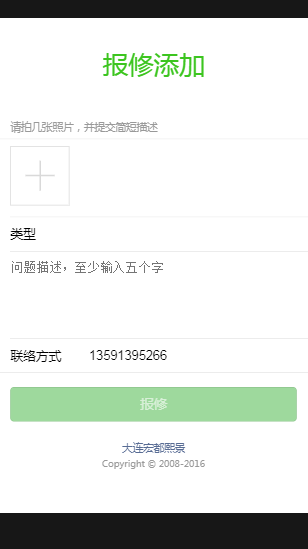 报修添加
请拍几张照片，并提交简短描述
类型
问题描述，至少输入五个字
联络方式 13591395266
报修
大连宏都熙景
Copyright © 2008-2016